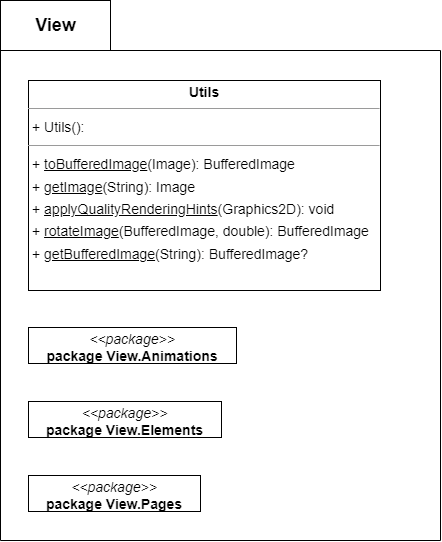 View
Utils
+ Utils():
+ toBufferedImage(Image): BufferedImage
+ getImage(String): Image
+ applyQualityRenderingHints(Graphics2D): void
+ rotateImage(BufferedImage, double): BufferedImage
+ getBufferedImage(String): BufferedImage?
<<package>>
package View.Animations
<<package>>
package View.Elements
<<package>>
package View.Pages